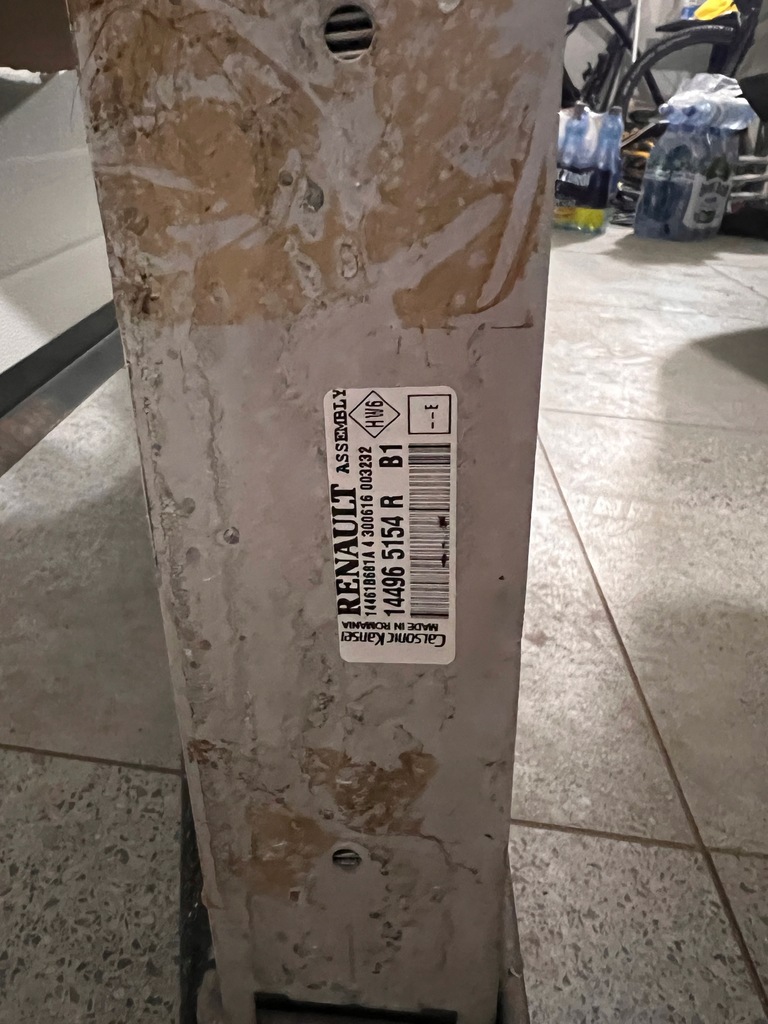 RENAULT ASSEMBLY
14461B681A 4 300616 003232
14496 5154 R B1
HW6
--E
Calsonic Kansei
MADE IN ROMANIA